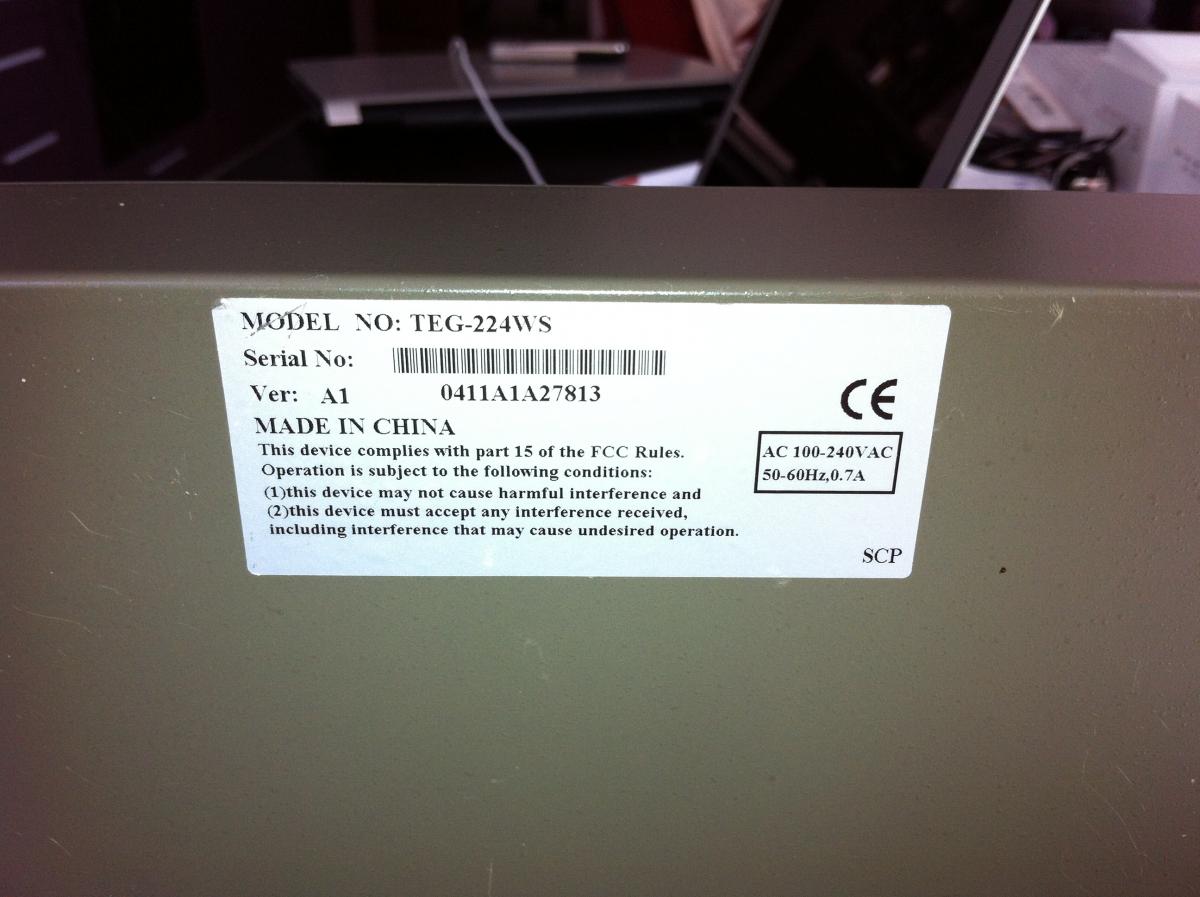 MODEL NO: TEG-224WS
Serial No:
Ver: A1 0411A1A27813
MADE IN CHINA
This device complies with part 15 of the FCC Rules.
Operation is subject to the following conditions:
(1)this device may not cause harmful interference and
(2)this device must accept any interference received,
including interference that may cause undesired operation.
CE
AC 100-240VAC
50-60Hz,0.7A
SCP